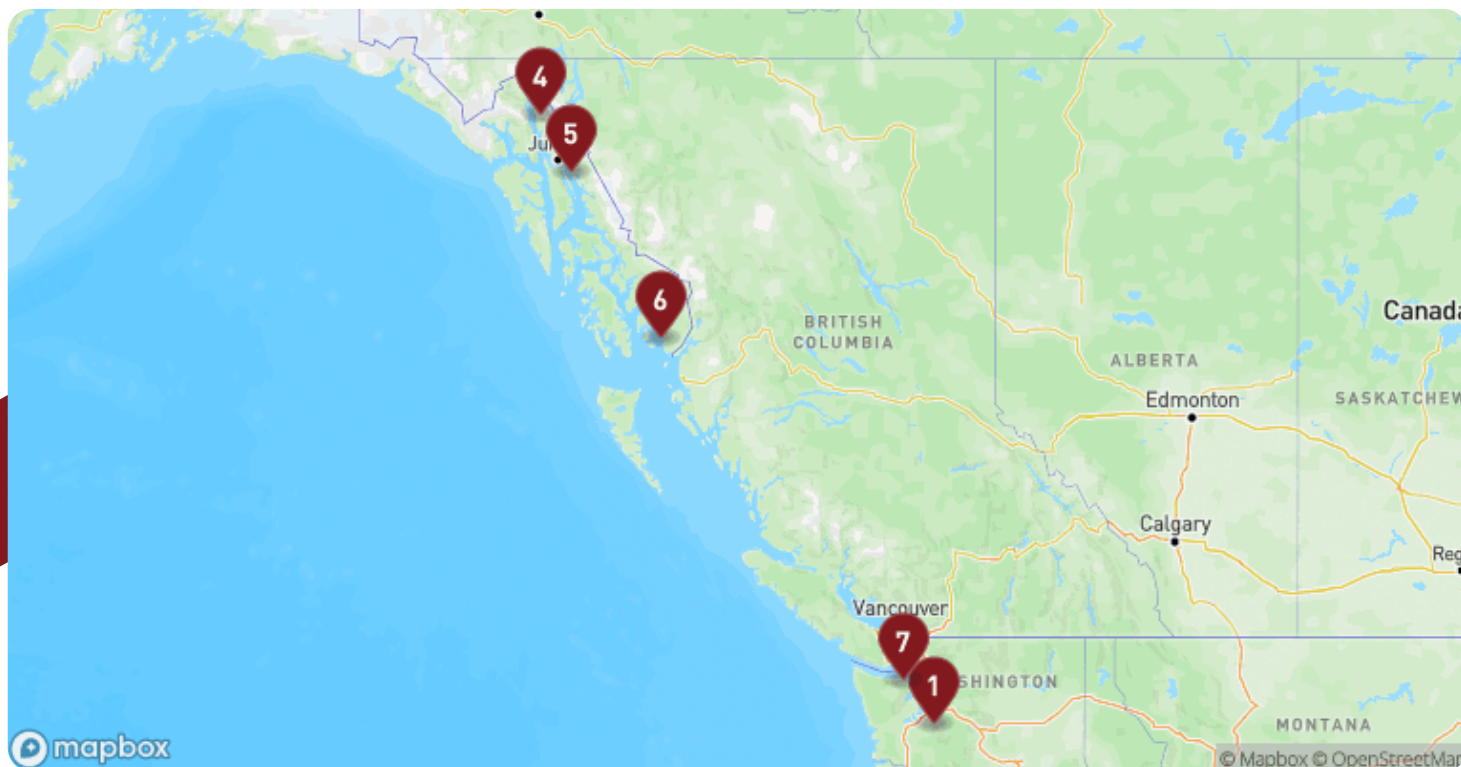 4
5
Ju
6
BRITISH
COLUMBIA
Canada
ALBERTA
Edmonton
SASKATCHEW
Calgary
Reg
Vancouver
7
1
SHINGTON
MONTANA
mapbox
© Mapbox © OpenStreetMap